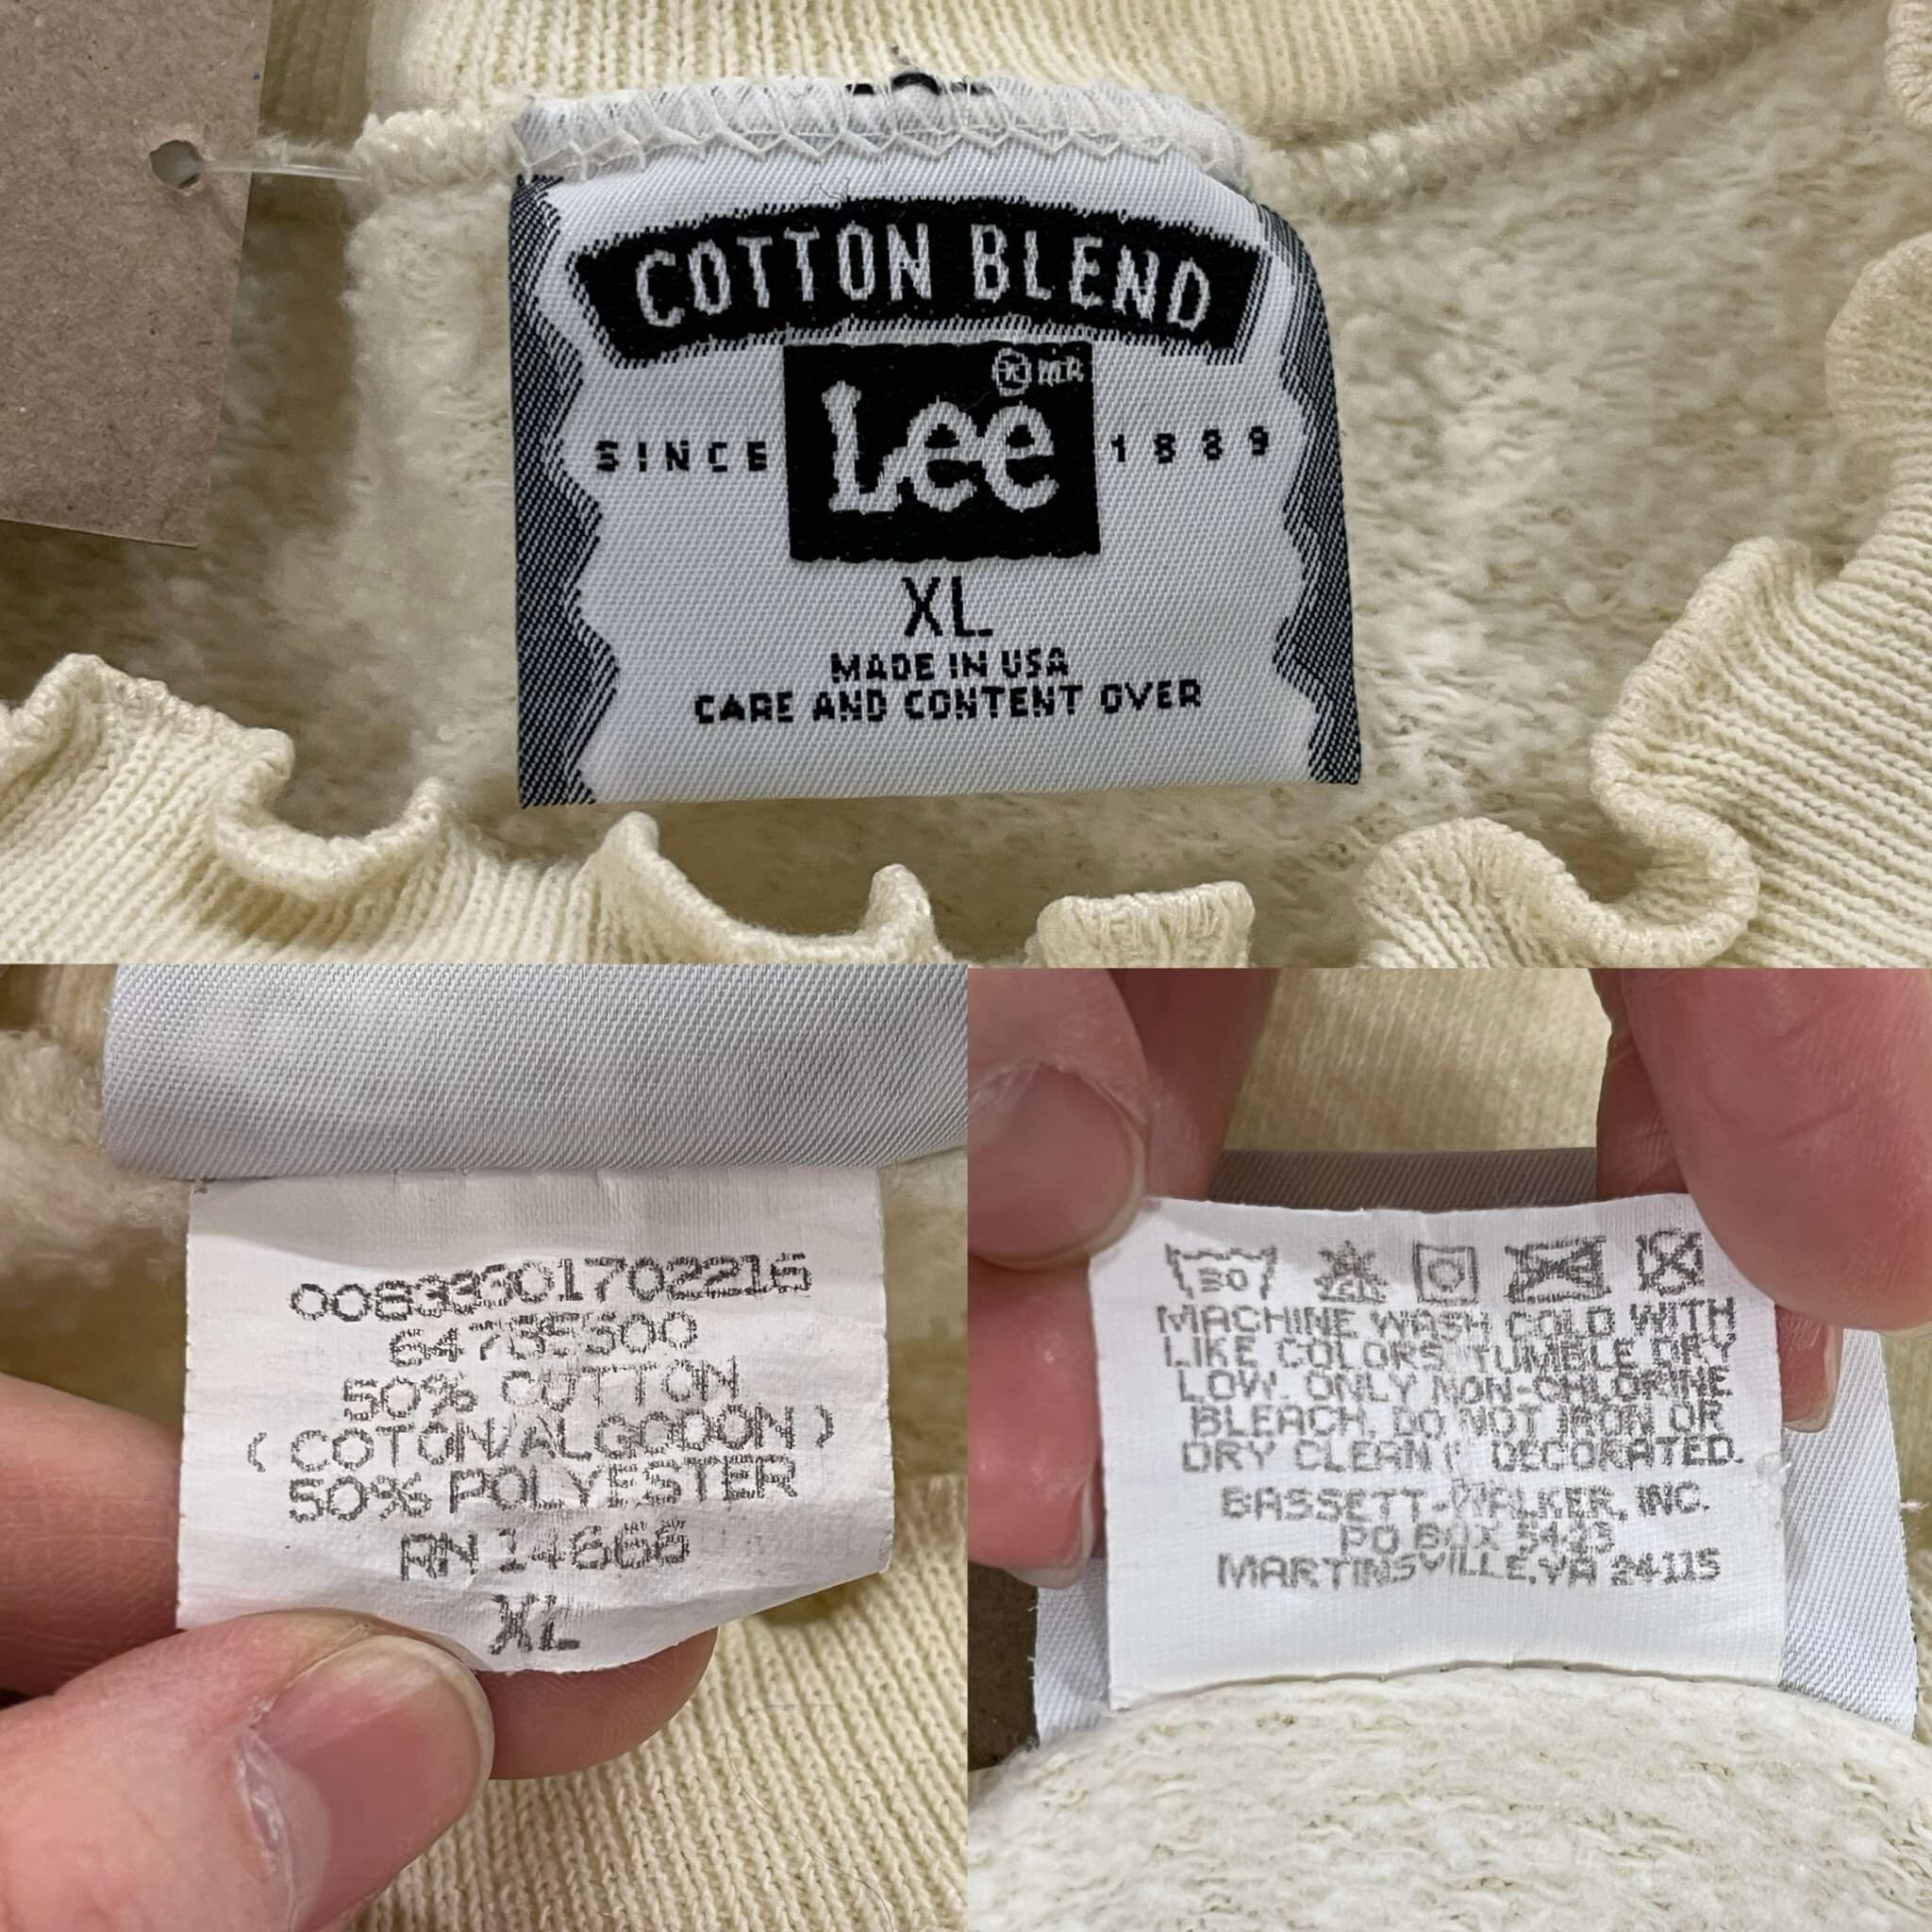 COTTON BLEND
® MR
Lee
SINCE 1889
XL
MADE IN USA
CARE AND CONTENT OVER
50% COTTON
(COTON/ALGODON)
50% POLYESTER
RN 14666
XL
30
MACHINE WASH COLD WITH
LIKE COLORS. TUMBLE DRY
LOW. ONLY NON-CHLORINE
BLEACH. DO NOT IRON OR
DRY CLEAN IF DECORATED.
BASSETT-WALKER, INC.
PO BOX 5423
MARTINSVILLE, VA 24115